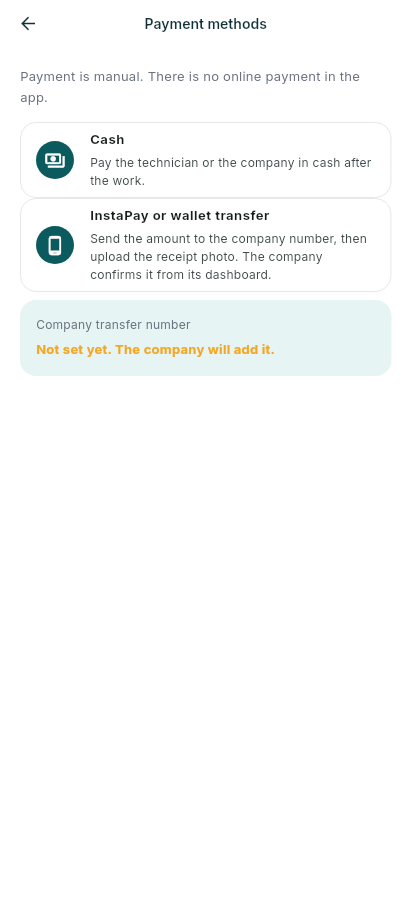 Payment methods
Payment is manual. There is no online payment in the
app.
Cash
Pay the technician or the company in cash after
the work.
InstaPay or wallet transfer
Send the amount to the company number, then
upload the receipt photo. The company
confirms it from its dashboard.
Company transfer number
Not set yet. The company will add it.